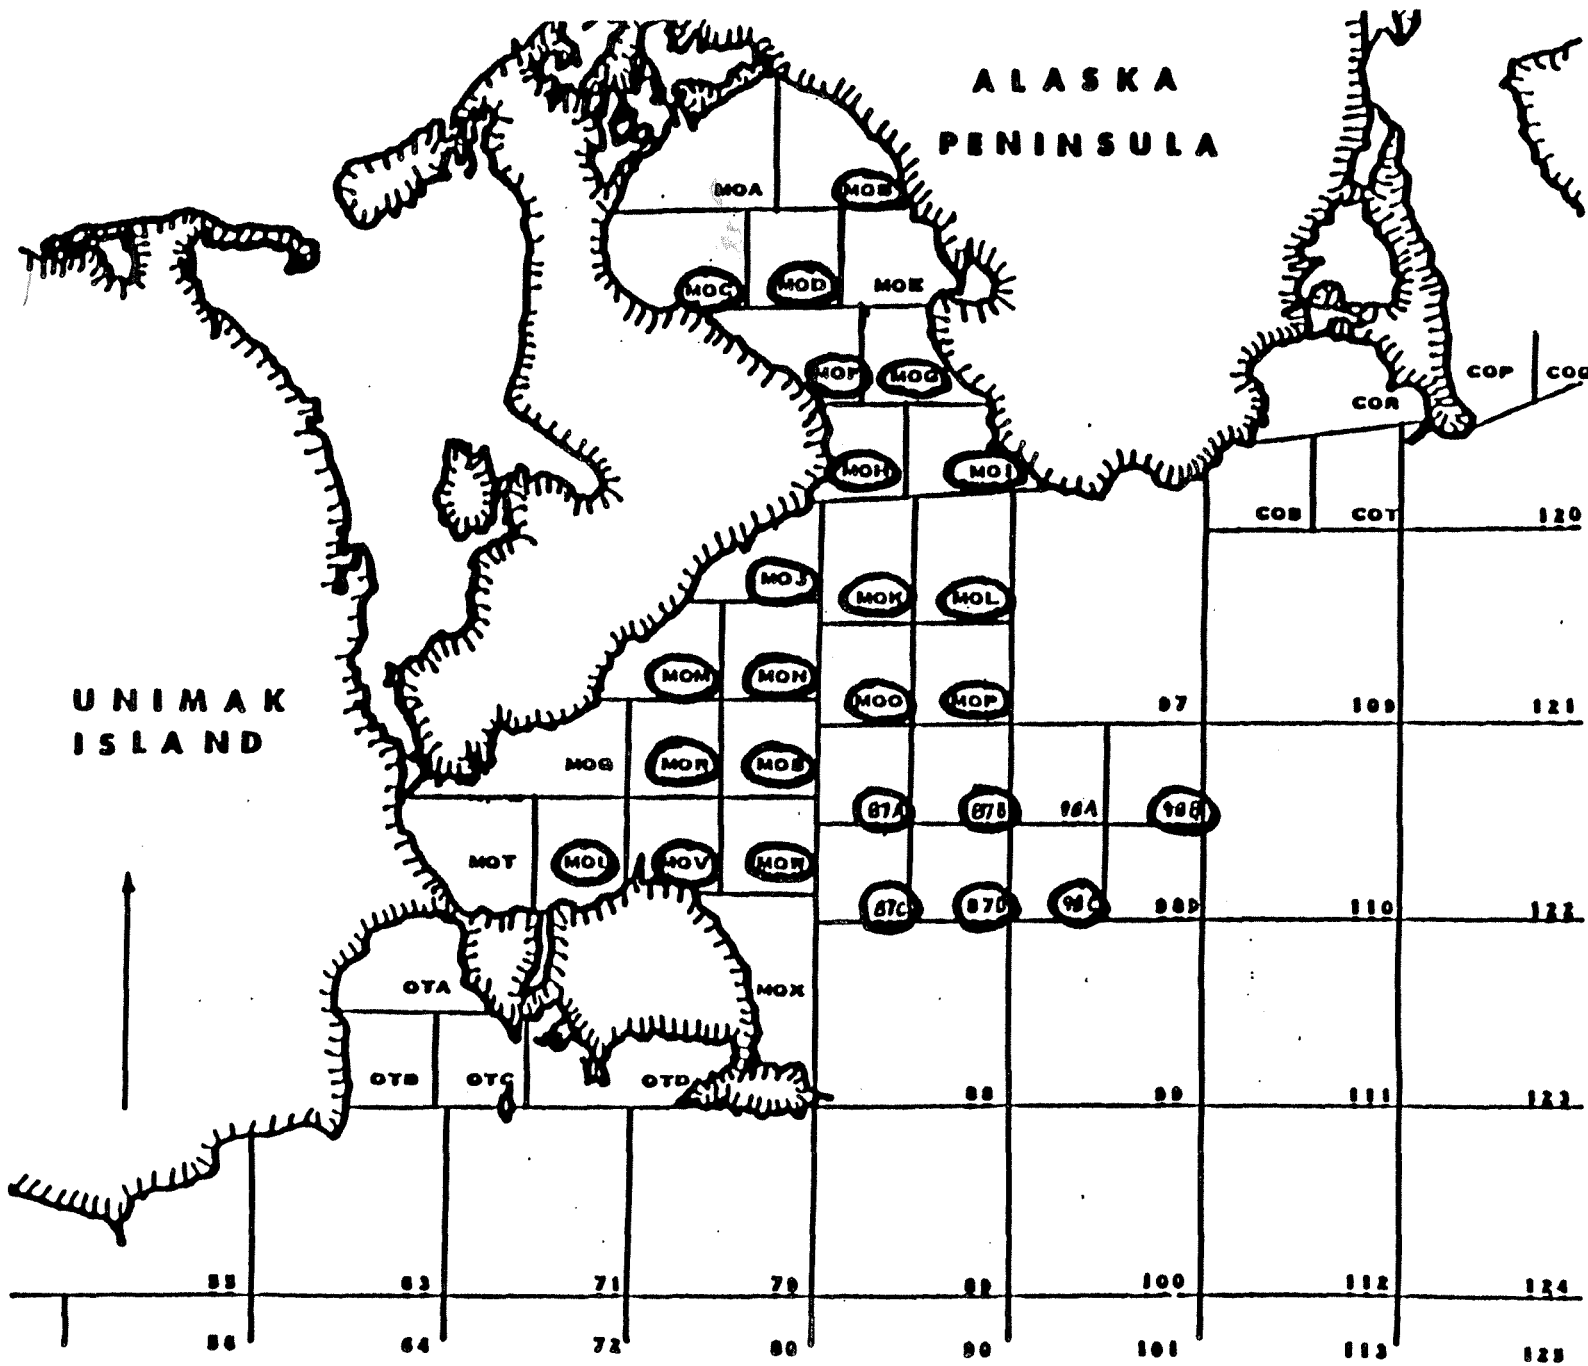 ALASKA
PENINSULA
MOA MOB
MOC MOD MOE
MOF MOG COP COQ
COR
MOH MOI
COS COT 120
MOJ MOK MOL
MOM MON
UNIMAK
ISLAND
MOO MOP 97 109 121
MOQ MOR MOS
87A 87B 98A 98B
MOT MOU MOV MOW
87C 87D 98C 98D 110 122
OTA MOX
OTB OTC OTD
88 99 111 123
55 63 71 79 89 100 112 124
56 64 72 80 90 101 113 125